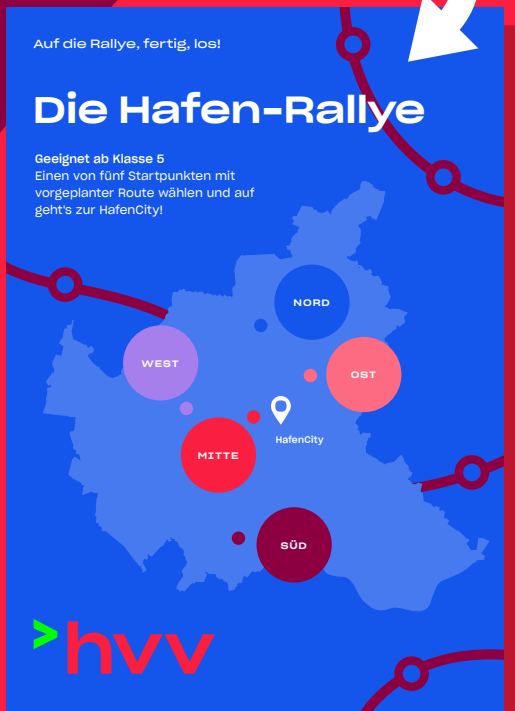 Auf die Rallye, fertig, los!
Die Hafen-Rallye
Geeignet ab Klasse 5
Einen von fünf Startpunkten mit
vorgeplanter Route wählen und auf
geht's zur HafenCity!
NORD
WEST
OST
HafenCity
MITTE
SÜD
>hvv